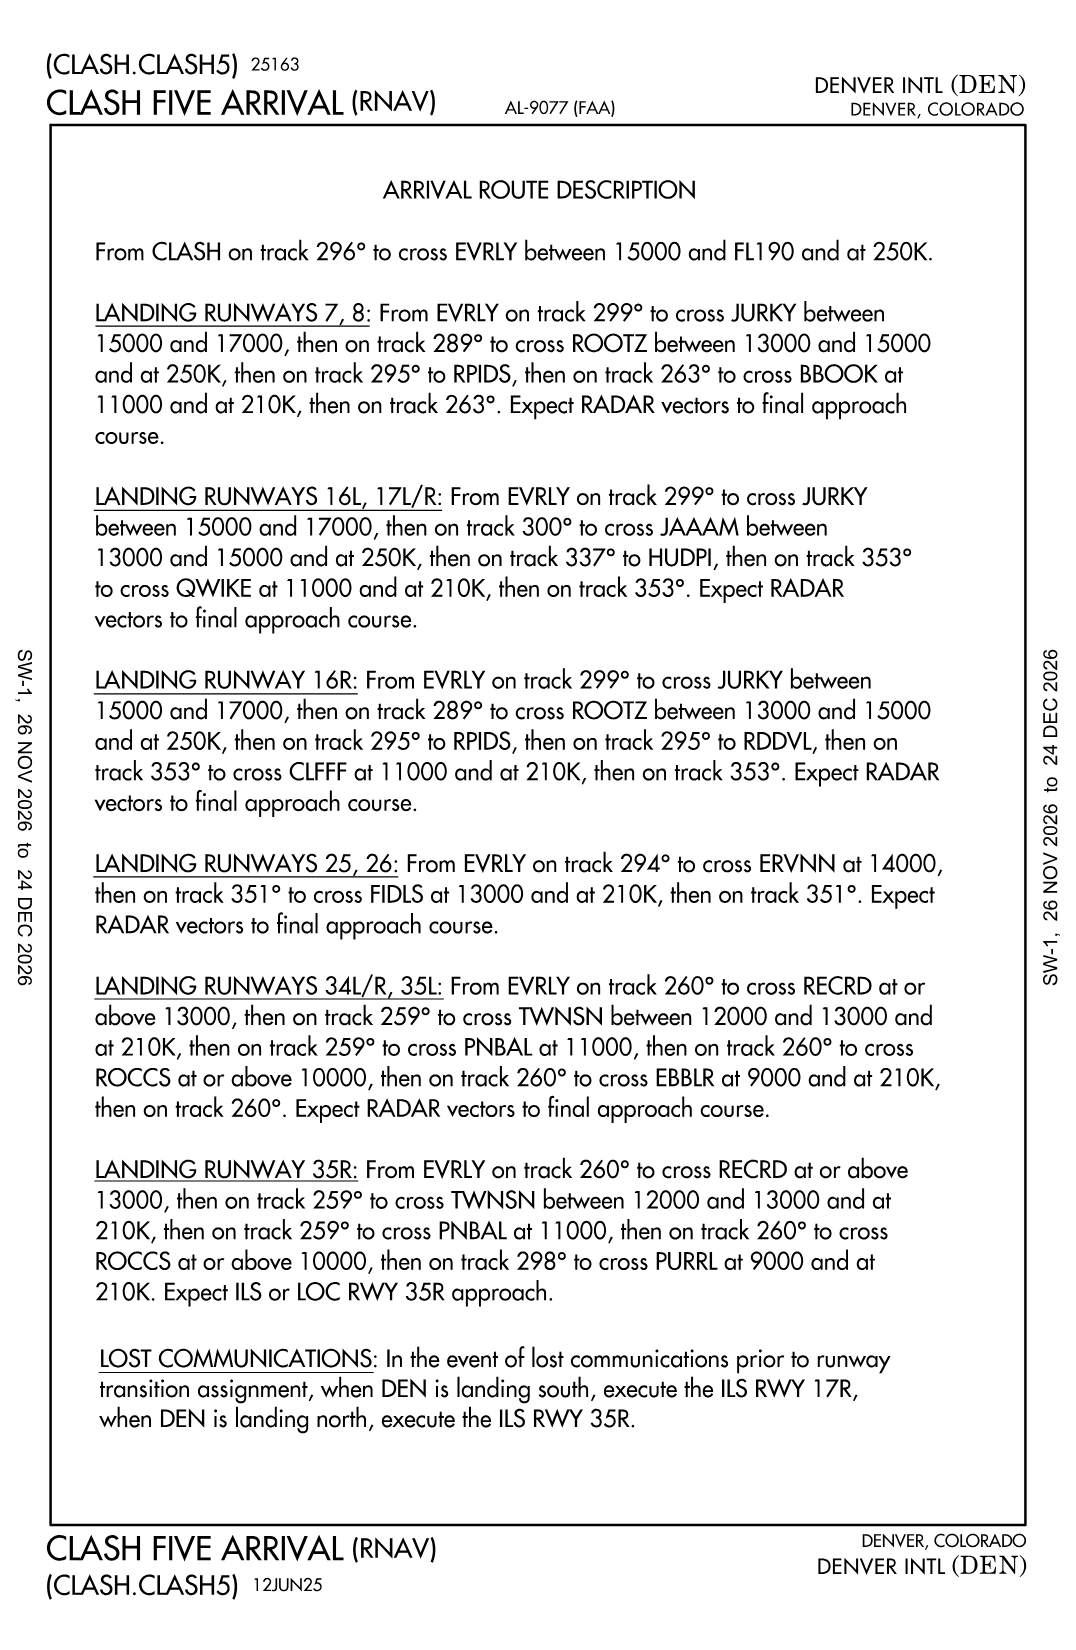 (CLASH.CLASH5) 25163
CLASH FIVE ARRIVAL (RNAV)
AL-9077 (FAA)
DENVER INTL (DEN)
DENVER, COLORADO
ARRIVAL ROUTE DESCRIPTION
From CLASH on track 296° to cross EVRLY between 15000 and FL190 and at 250K.
LANDING RUNWAYS 7, 8: From EVRLY on track 299° to cross JURKY between
15000 and 17000, then on track 289° to cross ROOTZ between 13000 and 15000
and at 250K, then on track 295° to RPIDS, then on track 263° to cross BBOOK at
11000 and at 210K, then on track 263°. Expect RADAR vectors to final approach
course.
LANDING RUNWAYS 16L, 17L/R: From EVRLY on track 299° to cross JURKY
between 15000 and 17000, then on track 300° to cross JAAAM between
13000 and 15000 and at 250K, then on track 337° to HUDPI, then on track 353°
to cross QWIKE at 11000 and at 210K, then on track 353°. Expect RADAR
vectors to final approach course.
LANDING RUNWAY 16R: From EVRLY on track 299° to cross JURKY between
15000 and 17000, then on track 289° to cross ROOTZ between 13000 and 15000
and at 250K, then on track 295° to RPIDS, then on track 295° to RDDVL, then on
track 353° to cross CLFFF at 11000 and at 210K, then on track 353°. Expect RADAR
vectors to final approach course.
LANDING RUNWAYS 25, 26: From EVRLY on track 294° to cross ERVNN at 14000,
then on track 351° to cross FIDLS at 13000 and at 210K, then on track 351°. Expect
RADAR vectors to final approach course.
LANDING RUNWAYS 34L/R, 35L: From EVRLY on track 260° to cross RECRD at or
above 13000, then on track 259° to cross TWNSN between 12000 and 13000 and
at 210K, then on track 259° to cross PNBAL at 11000, then on track 260° to cross
ROCCS at or above 10000, then on track 260° to cross EBBLR at 9000 and at 210K,
then on track 260°. Expect RADAR vectors to final approach course.
LANDING RUNWAY 35R: From EVRLY on track 260° to cross RECRD at or above
13000, then on track 259° to cross TWNSN between 12000 and 13000 and at
210K, then on track 259° to cross PNBAL at 11000, then on track 260° to cross
ROCCS at or above 10000, then on track 298° to cross PURRL at 9000 and at
210K. Expect ILS or LOC RWY 35R approach.
LOST COMMUNICATIONS: In the event of lost communications prior to runway
transition assignment, when DEN is landing south, execute the ILS RWY 17R,
when DEN is landing north, execute the ILS RWY 35R.
SW-1, 26 NOV 2026 to 24 DEC 2026
SW-1, 26 NOV 2026 to 24 DEC 2026
CLASH FIVE ARRIVAL (RNAV)
(CLASH.CLASH5) 12JUN25
DENVER, COLORADO
DENVER INTL (DEN)